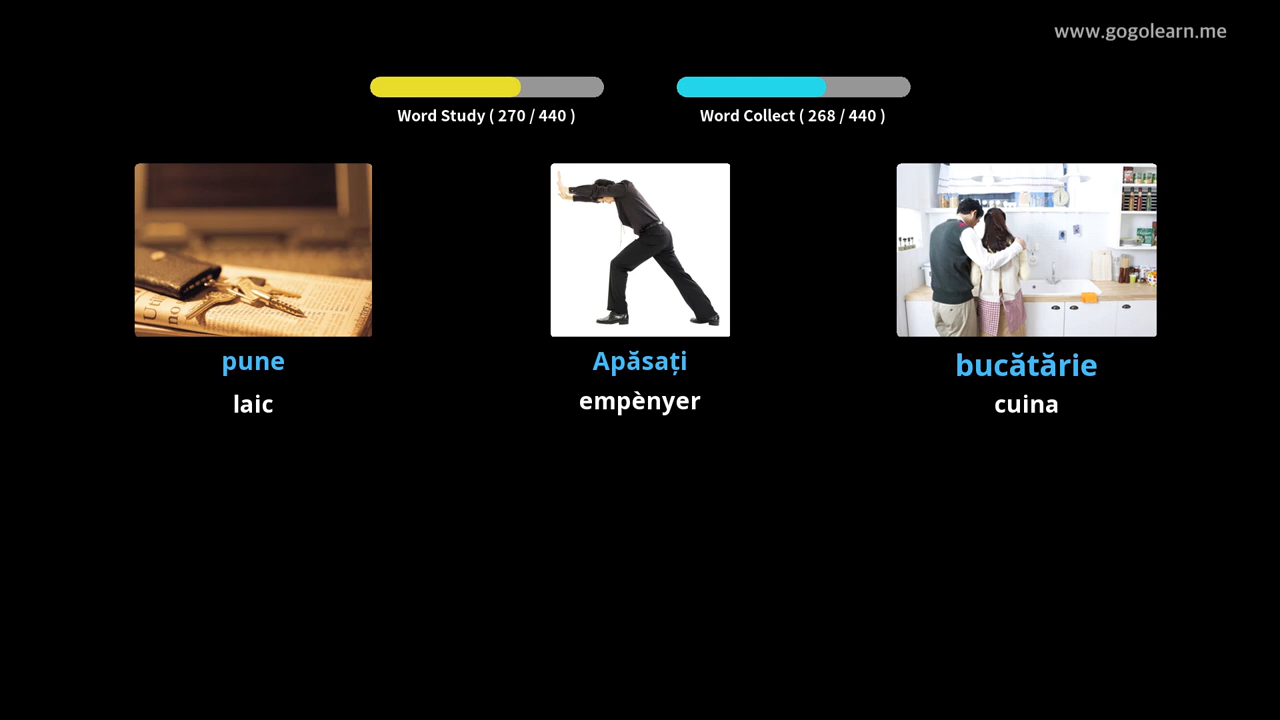 www.gogolearn.me
Word Study ( 270 / 440 )
Word Collect ( 268 / 440 )
pune
laic
Apăsați
empènyer
bucătărie
cuina